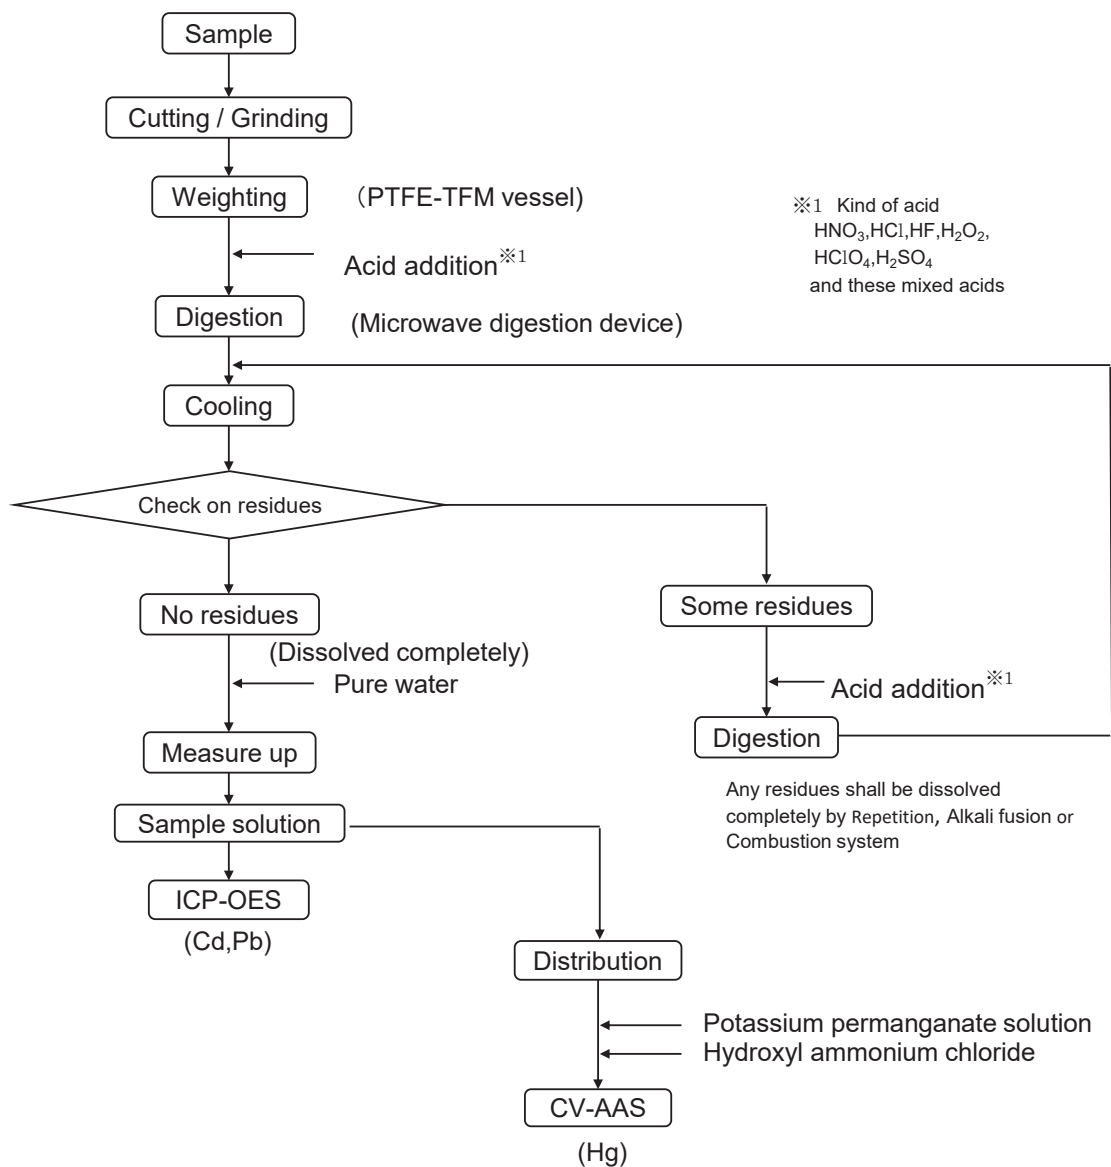 Sample
Cutting / Grinding
Weighting
（PTFE-TFM vessel)
※1 Kind of acid
HNO₃,HCl,HF,H₂O₂,
HClO₄,H₂SO₄
and these mixed acids
Acid addition※1
Digestion
(Microwave digestion device)
Cooling
Check on residues
No residues
(Dissolved completely)
Pure water
Some residues
Acid addition※1
Digestion
Any residues shall be dissolved
completely by Repetition, Alkali fusion or
Combustion system
Measure up
Sample solution
ICP-OES
(Cd,Pb)
Distribution
Potassium permanganate solution
Hydroxyl ammonium chloride
CV-AAS
(Hg)